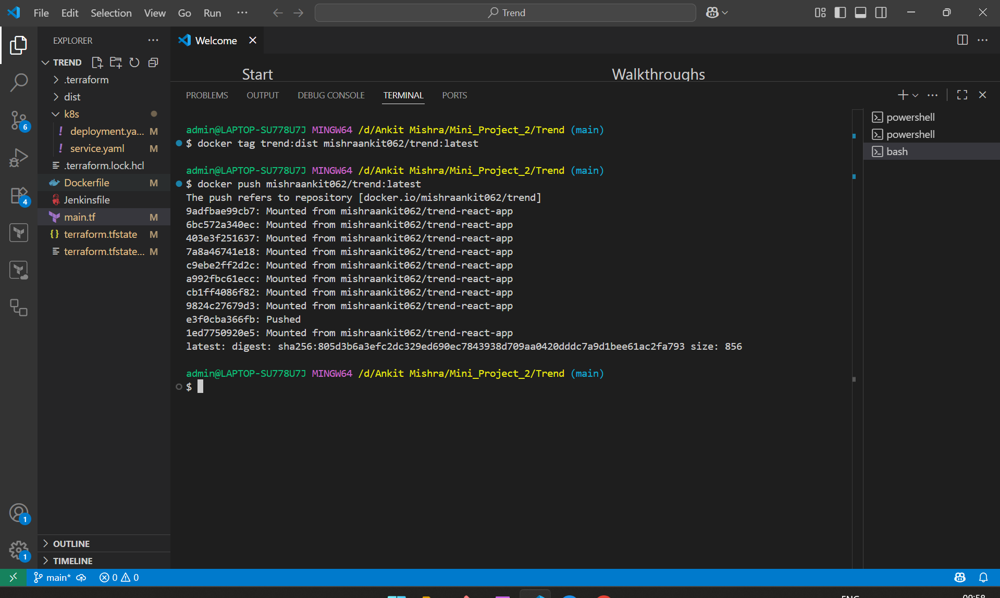 File Edit Selection View Go Run ··· Trend
EXPLORER ···
TREND
.terraform
dist
k8s
! deployment.ya... M
! service.yaml M
.terraform.lock.hcl
Dockerfile M
Jenkinsfile
main.tf M
{} terraform.tfstate M
terraform.tfstate... M
6
4
1
1
OUTLINE
TIMELINE
Welcome
Start
Walkthroughs
PROBLEMS OUTPUT DEBUG CONSOLE TERMINAL PORTS
powershell
powershell
bash
admin@LAPTOP-SU778U7J MINGW64 /d/Ankit Mishra/Mini_Project_2/Trend (main)
$ docker tag trend:dist mishraankit062/trend:latest
admin@LAPTOP-SU778U7J MINGW64 /d/Ankit Mishra/Mini_Project_2/Trend (main)
$ docker push mishraankit062/trend:latest
The push refers to repository [docker.io/mishraankit062/trend]
9adfbae99cb7: Mounted from mishraankit062/trend-react-app
6bc572a340ec: Mounted from mishraankit062/trend-react-app
403e3f251637: Mounted from mishraankit062/trend-react-app
7a8a46741e18: Mounted from mishraankit062/trend-react-app
c9ebe2ff2d2c: Mounted from mishraankit062/trend-react-app
a992fbc61ecc: Mounted from mishraankit062/trend-react-app
cb1ff4086f82: Mounted from mishraankit062/trend-react-app
9824c27679d3: Mounted from mishraankit062/trend-react-app
e3f0cba366fb: Pushed
1ed7750920e5: Mounted from mishraankit062/trend-react-app
latest: digest: sha256:805d3b6a3efc2dc329ed690ec7843938d709aa0420dddc7a9d1bee61ac2fa793 size: 856
admin@LAPTOP-SU778U7J MINGW64 /d/Ankit Mishra/Mini_Project_2/Trend (main)
$
main* 0 0
ENG
09:58